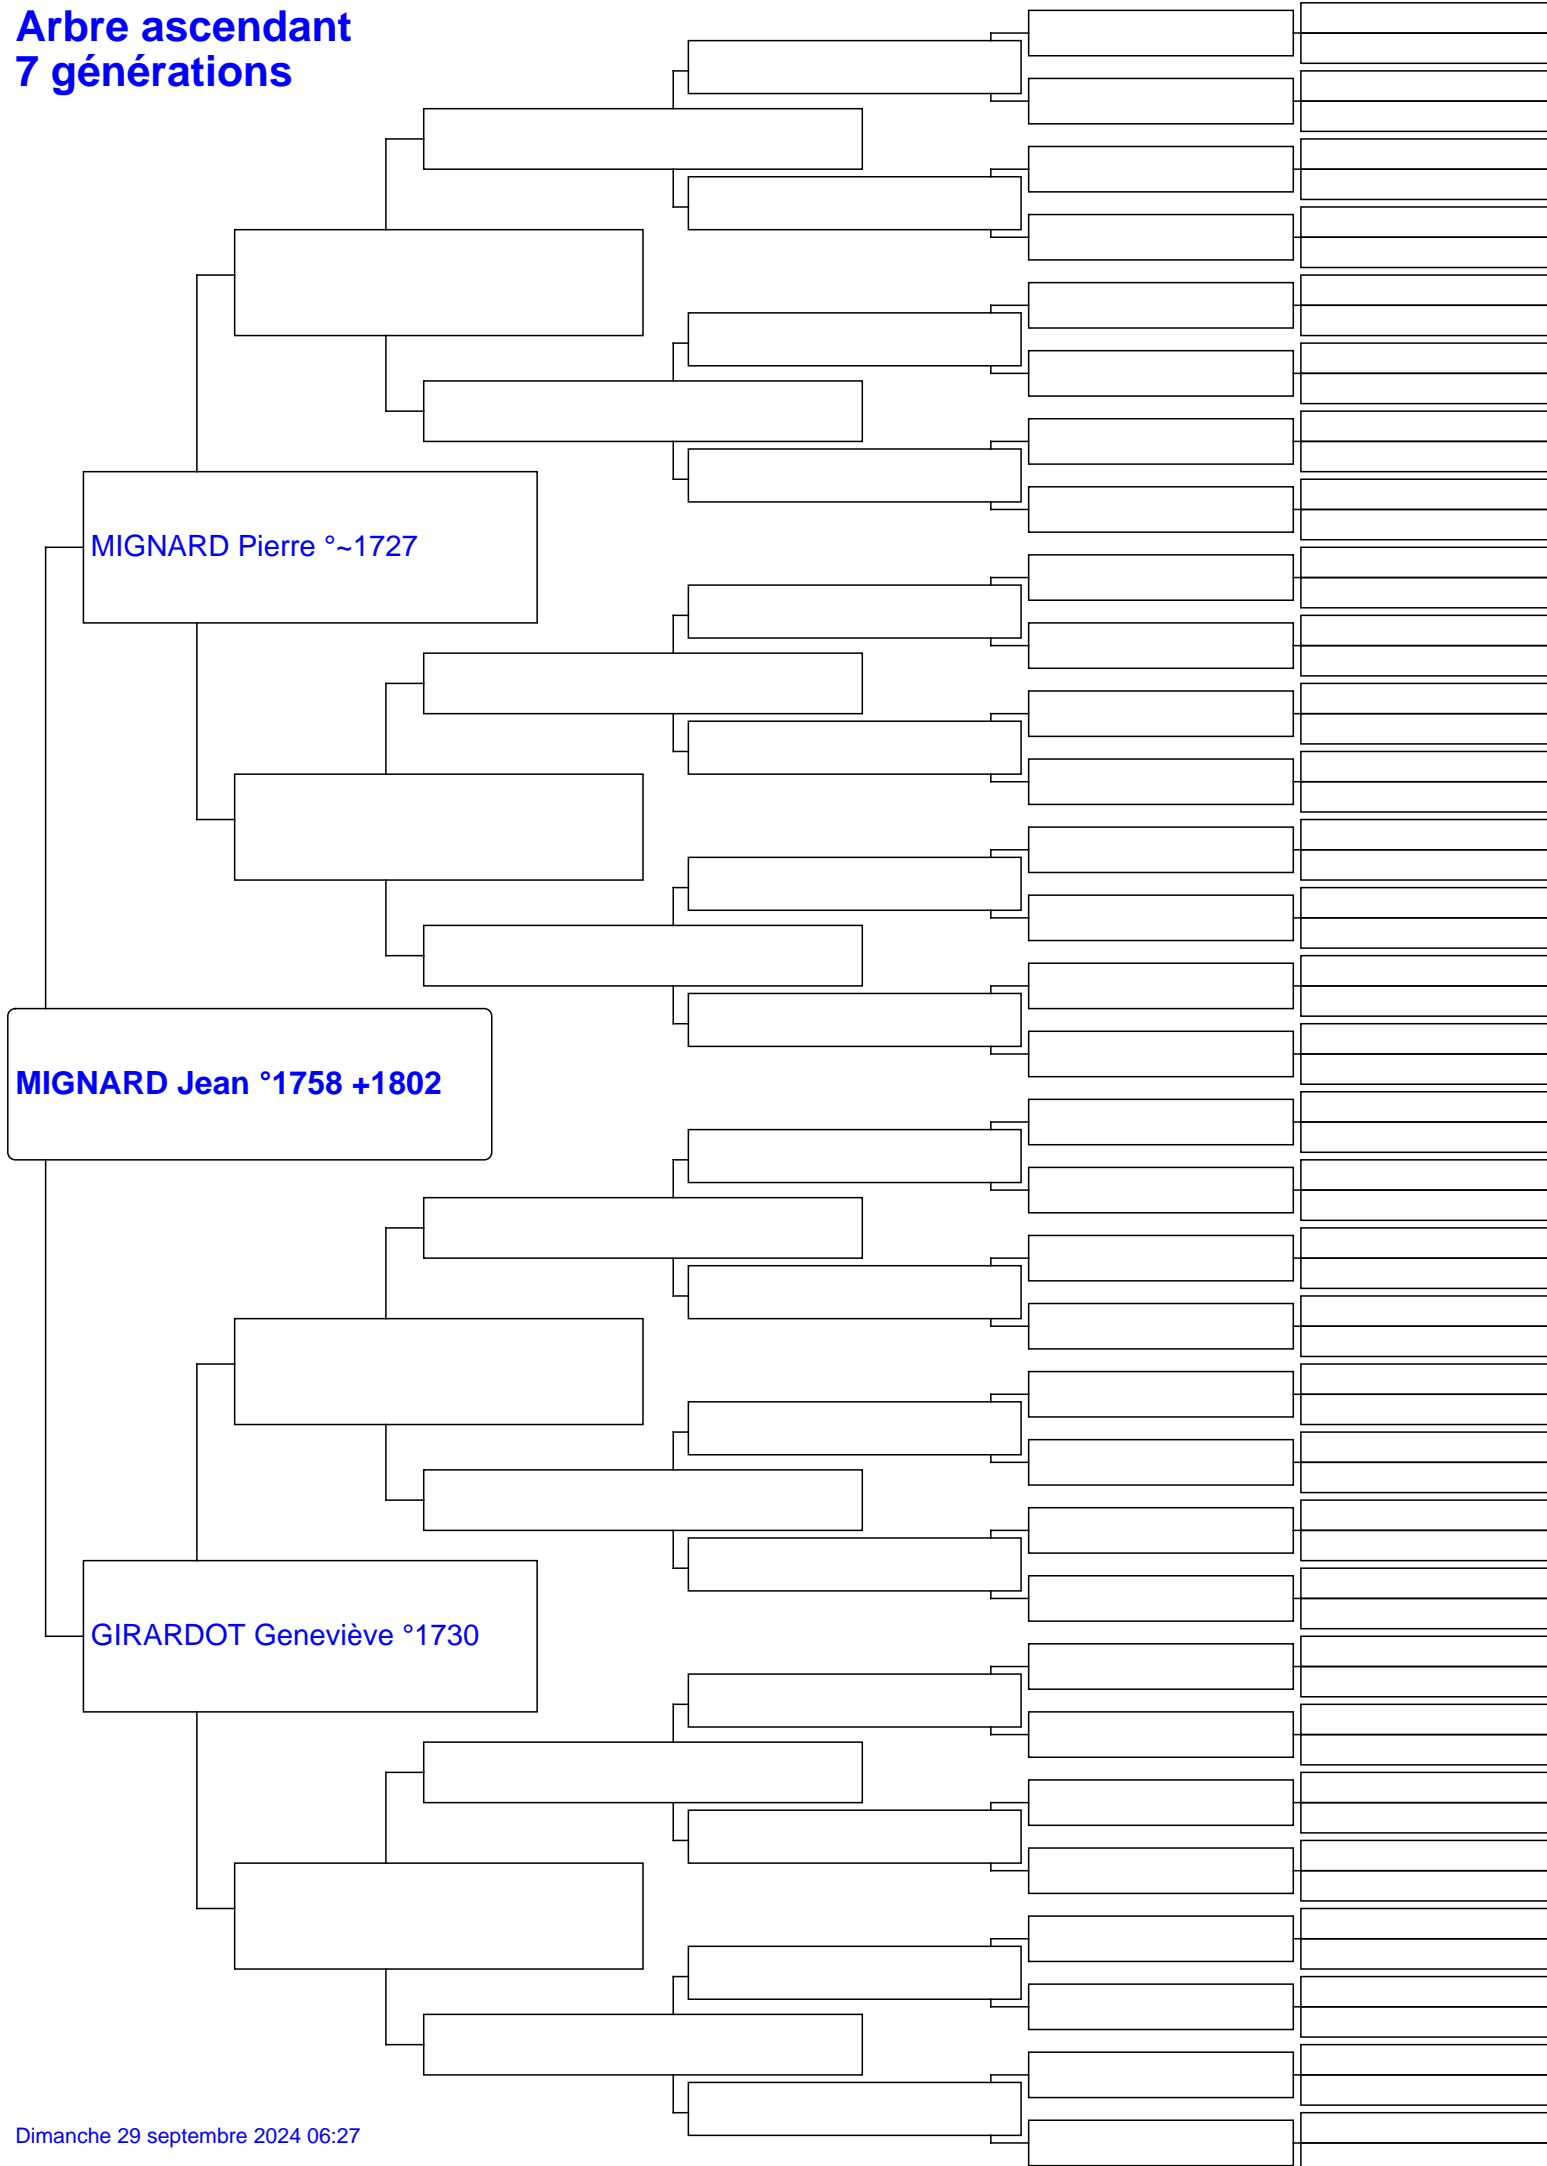 Arbre ascendant
7 générations
MIGNARD Pierre °~1727
MIGNARD Jean °1758 +1802
GIRARDOT Geneviève °1730
Dimanche 29 septembre 2024 06:27